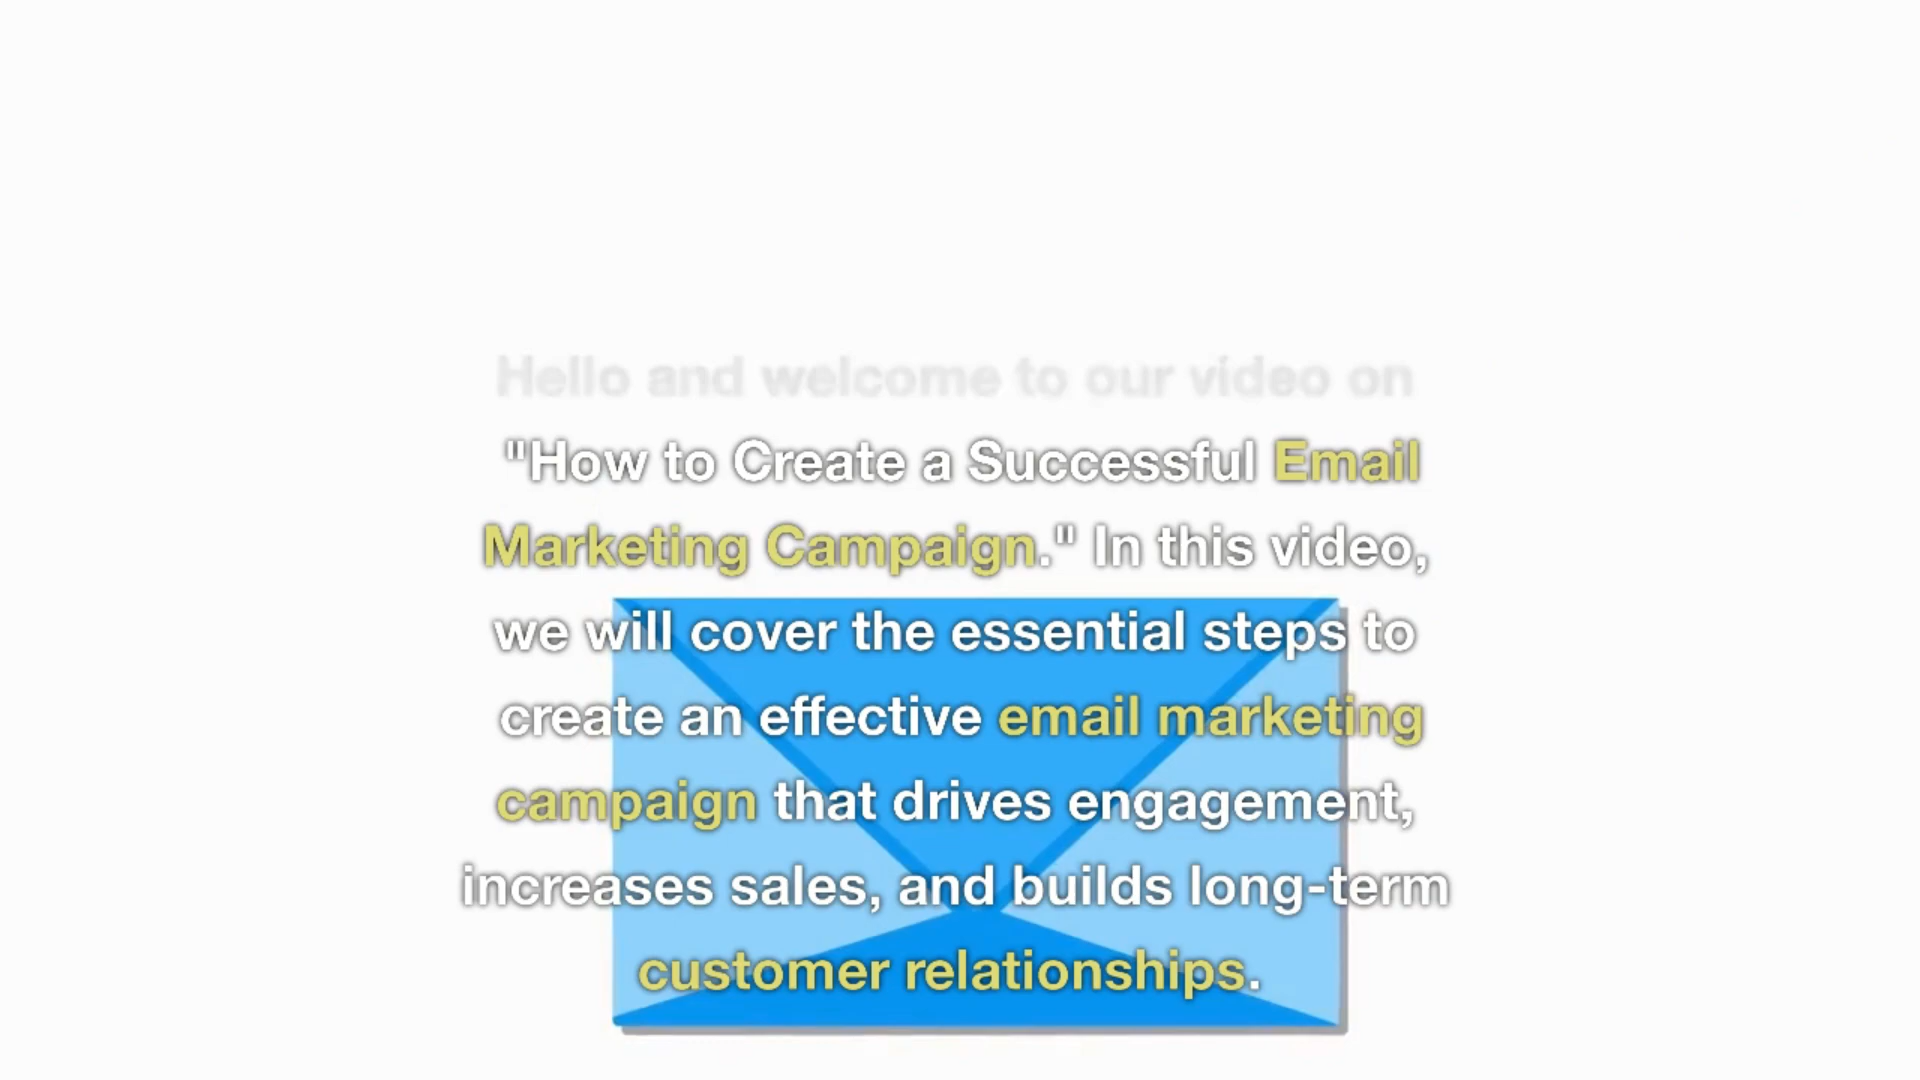 Hello and welcome to our video on
"How to Create a Successful Email
Marketing Campaign." In this video,
we will cover the essential steps to
create an effective email marketing
campaign that drives engagement,
increases sales, and builds long-term
customer relationships.